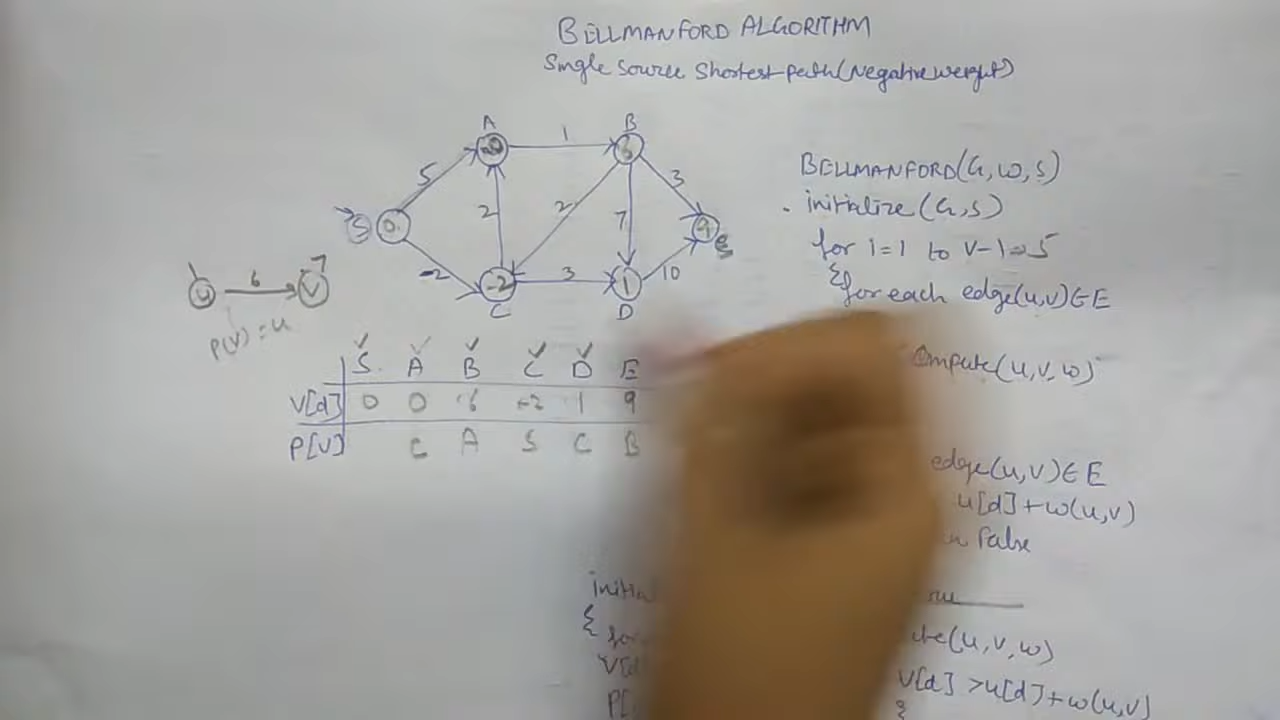 BELLMANFORD ALGORITHM
Single Source Shortest path (Negative weight)
A
B
1
5
3
S
0
2
2
7
9
-2
-2
3
1
10
C
D
u
6
v
7
P(v) = u
S A B C D E
V[d] 0 0 6 -2 1 9
P[V] C A S C B
BELLMANFORD(G, W, S)
initialize (G, S)
for i=1 to V-1
5
{
for each edge(u,v) ∈ E
(u, v, w)
edge(u,v) ∈ E
u[d] + w(u,v)
False
{
(u, v, w)
V[d] > u[d] + w(u,v)
{